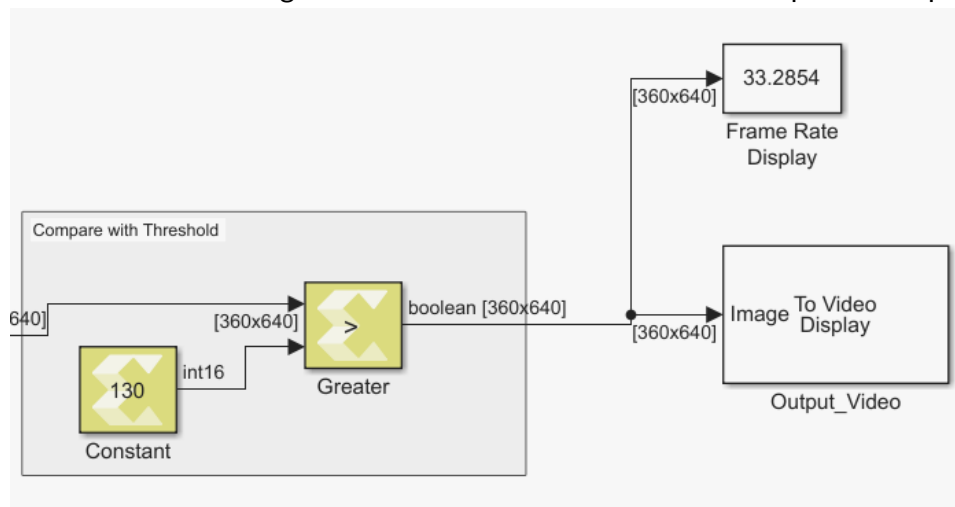 33.2854
[360x640]
Frame Rate
Display
Compare with Threshold
640]
[360x640]
>
boolean [360x640]
Image
To Video
Display
[360x640]
130
int16
Greater
Constant
Output_Video